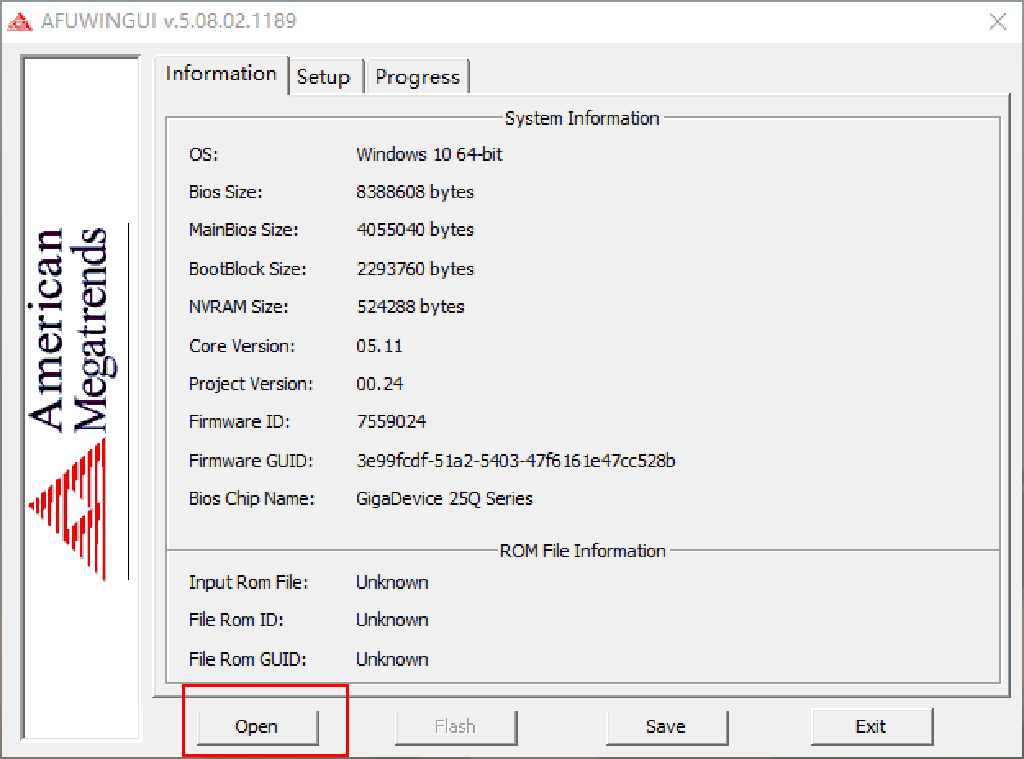 AFUWINGUI v.5.08.02.1189
American
Megatrends
Information Setup Progress
System Information
OS: Windows 10 64-bit
Bios Size: 8388608 bytes
MainBios Size: 4055040 bytes
BootBlock Size: 2293760 bytes
NVRAM Size: 524288 bytes
Core Version: 05.11
Project Version: 00.24
Firmware ID: 7559024
Firmware GUID: 3e99fcdf-51a2-5403-47f6161e47cc528b
Bios Chip Name: GigaDevice 25Q Series
ROM File Information
Input Rom File: Unknown
File Rom ID: Unknown
File Rom GUID: Unknown
Open Flash Save Exit